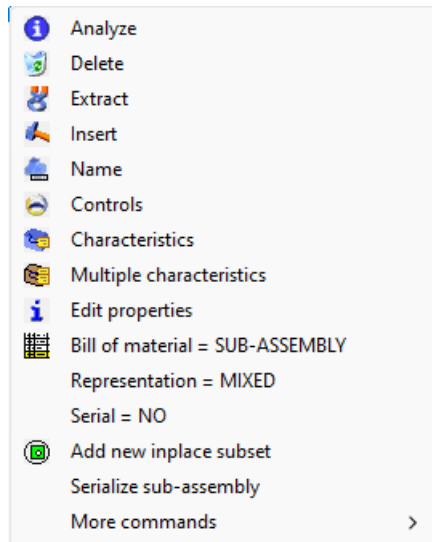 Analyze
Delete
Extract
Insert
Name
Controls
Characteristics
Multiple characteristics
Edit properties
Bill of material = SUB-ASSEMBLY
Representation = MIXED
Serial = NO
Add new inplace subset
Serialize sub-assembly
More commands